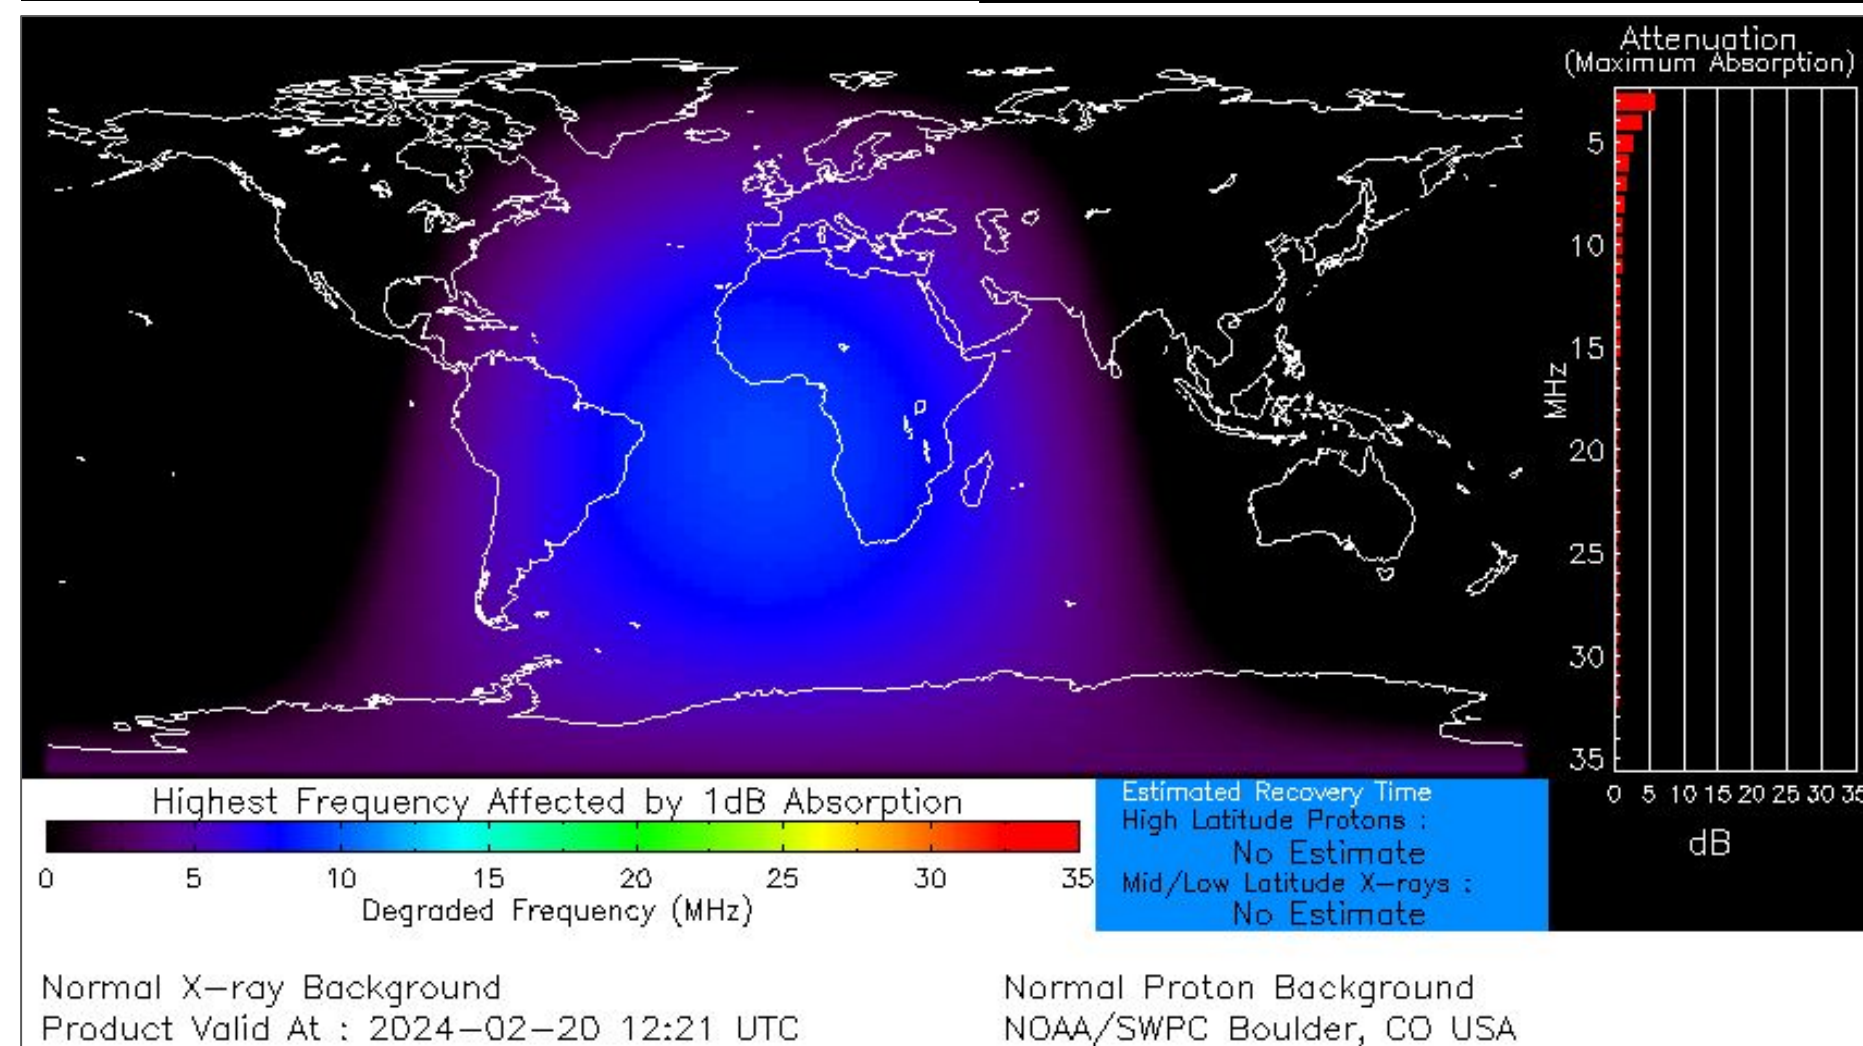 Attenuation
(Maximum Absorption)
5
10
15
20
25
30
35
MHz
0 5 10 15 20 25 30 35
dB
Highest Frequency Affected by 1dB Absorption
0 5 10 15 20 25 30 35
Degraded Frequency (MHz)
Estimated Recovery Time
High Latitude Protons :
No Estimate
Mid/Low Latitude X-rays :
No Estimate
Normal X-ray Background
Product Valid At : 2024-02-20 12:21 UTC
Normal Proton Background
NOAA/SWPC Boulder, CO USA